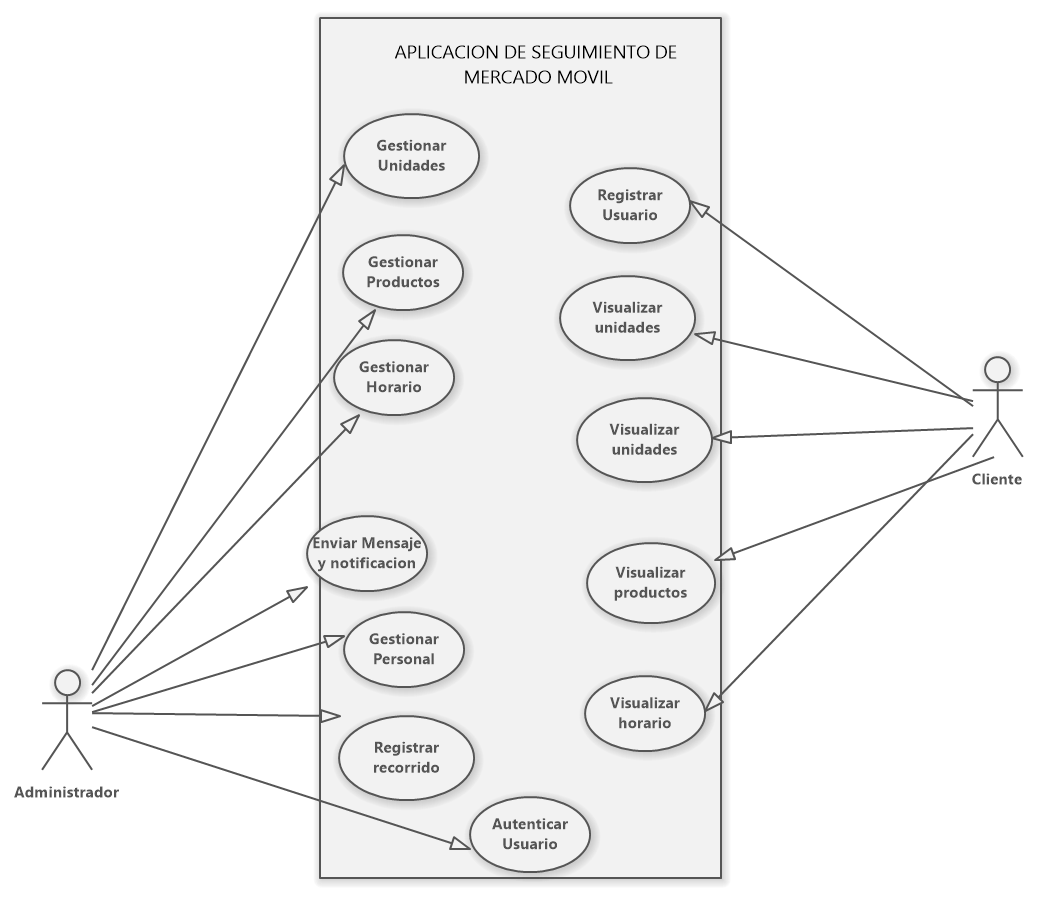 APLICACION DE SEGUIMIENTO DE
MERCADO MOVIL
Gestionar
Unidades
Registrar
Usuario
Gestionar
Productos
Visualizar
unidades
Gestionar
Horario
Visualizar
unidades
Cliente
Enviar Mensaje
y notificacion
Visualizar
productos
Gestionar
Personal
Visualizar
horario
Registrar
recorrido
Administrador
Autenticar
Usuario